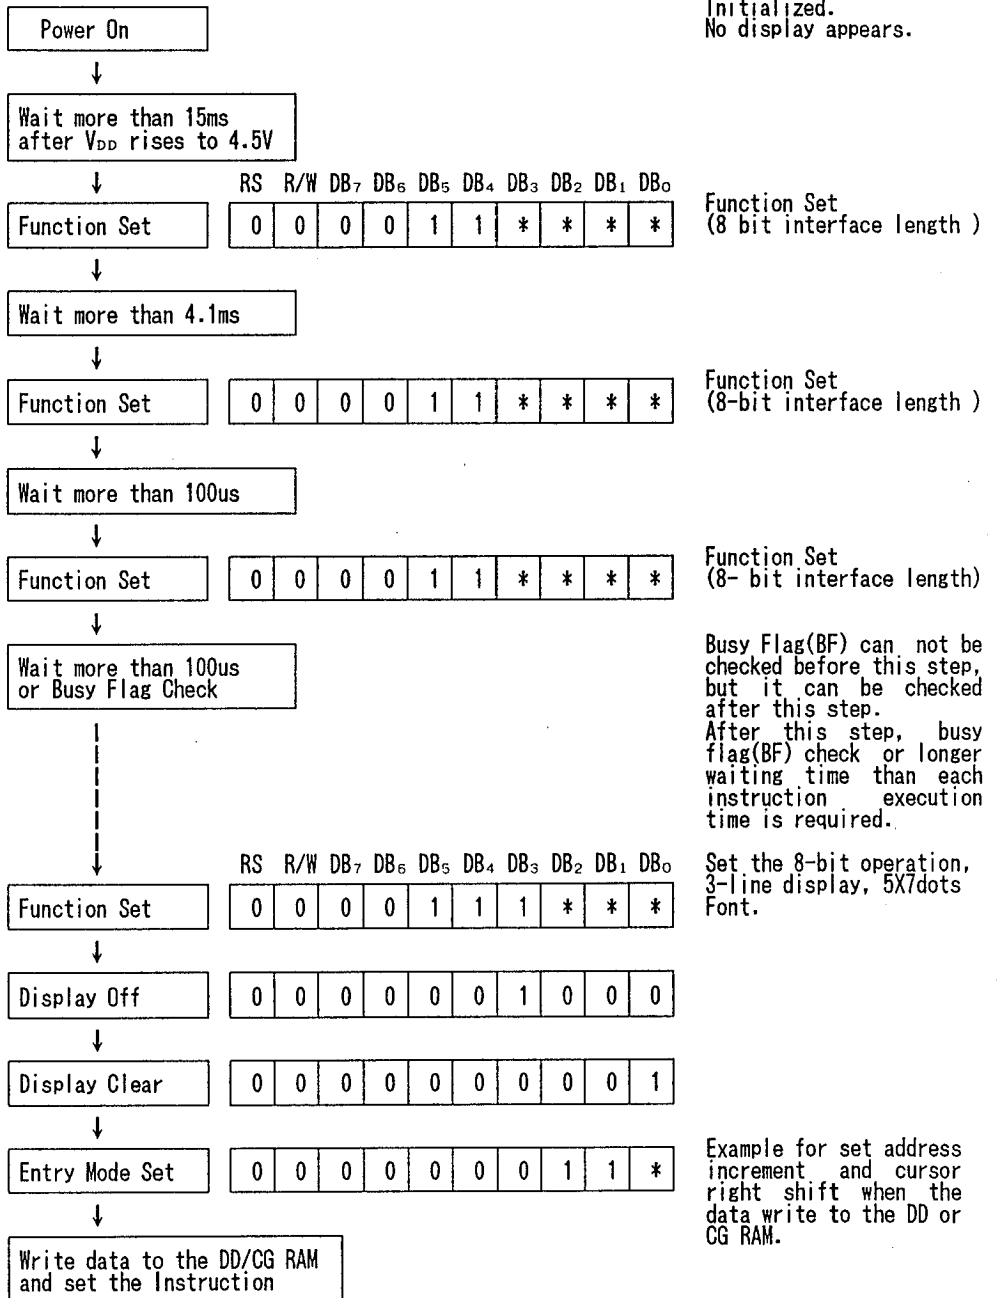 Initialized.
Power On
No display appears.
↓
Wait more than 15ms
after VDD rises to 4.5V
↓
RS R/W DB7 DB6 DB5 DB4 DB3 DB2 DB1 DB0
Function Set 0 0 0 0 1 1 * * * *
Function Set
(8 bit interface length )
↓
Wait more than 4.1ms
↓
Function Set 0 0 0 0 1 1 * * * *
Function Set
(8-bit interface length )
↓
Wait more than 100us
↓
Function Set 0 0 0 0 1 1 * * * *
Function Set
(8- bit interface length)
↓
Wait more than 100us
or Busy Flag Check
Busy Flag(BF) can not be
checked before this step,
but it can be checked
after this step.
After this step, busy
flag(BF) check or longer
waiting time than each
instruction execution
time is required.
↓
RS R/W DB7 DB6 DB5 DB4 DB3 DB2 DB1 DB0
Function Set 0 0 0 0 1 1 1 * * *
Set the 8-bit operation,
3-line display, 5X7dots
Font.
↓
Display Off 0 0 0 0 0 0 1 0 0 0
↓
Display Clear 0 0 0 0 0 0 0 0 0 1
↓
Entry Mode Set 0 0 0 0 0 0 0 1 1 *
Example for set address
increment and cursor
right shift when the
data write to the DD or
CG RAM.
↓
Write data to the DD/CG RAM
and set the Instruction